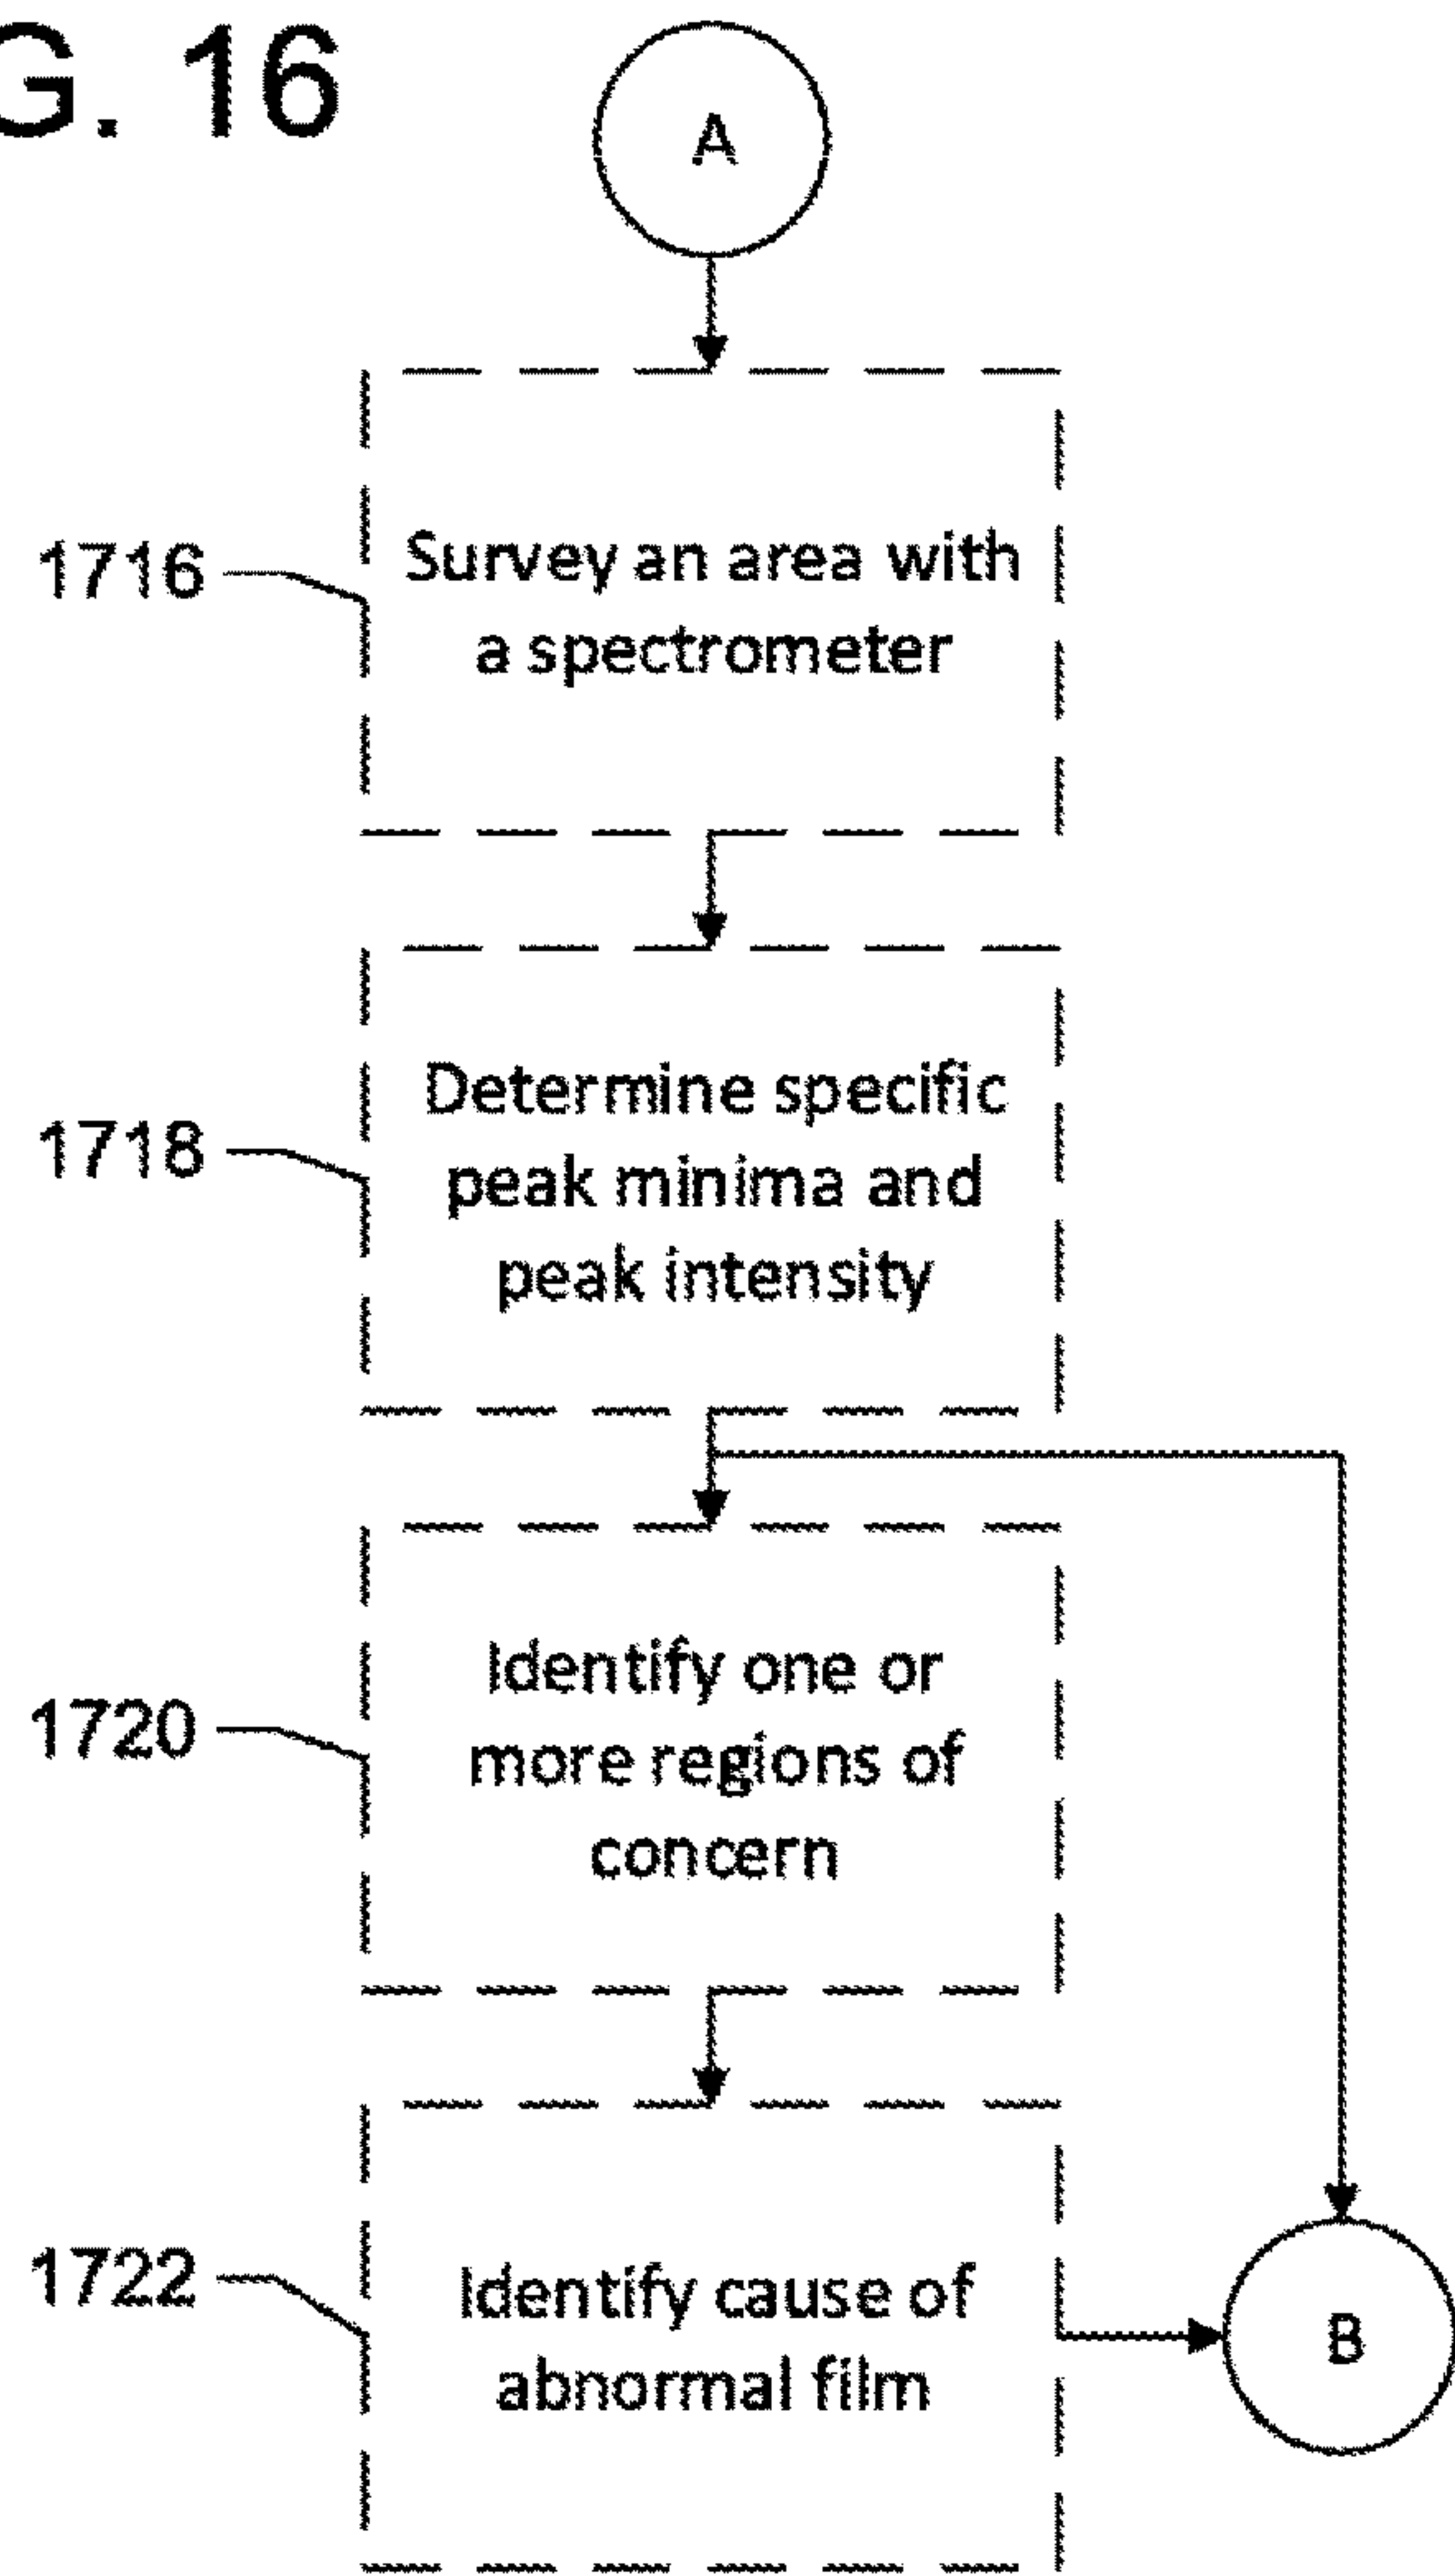 G. 16
A
1716
Survey an area with
a spectrometer
1718
Determine specific
peak minima and
peak intensity
1720
Identify one or
more regions of
concern
1722
Identify cause of
abnormal film
B